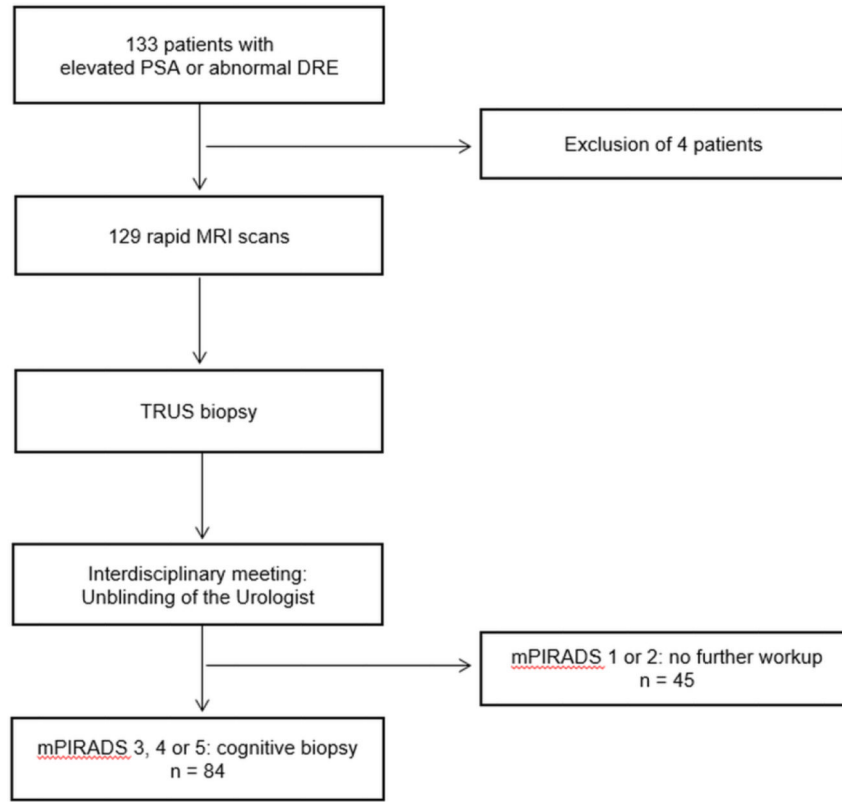 133 patients with
elevated PSA or abnormal DRE
Exclusion of 4 patients
129 rapid MRI scans
TRUS biopsy
Interdisciplinary meeting:
Unblinding of the Urologist
mPIRADS 1 or 2: no further workup
n = 45
mPIRADS 3, 4 or 5: cognitive biopsy
n = 84